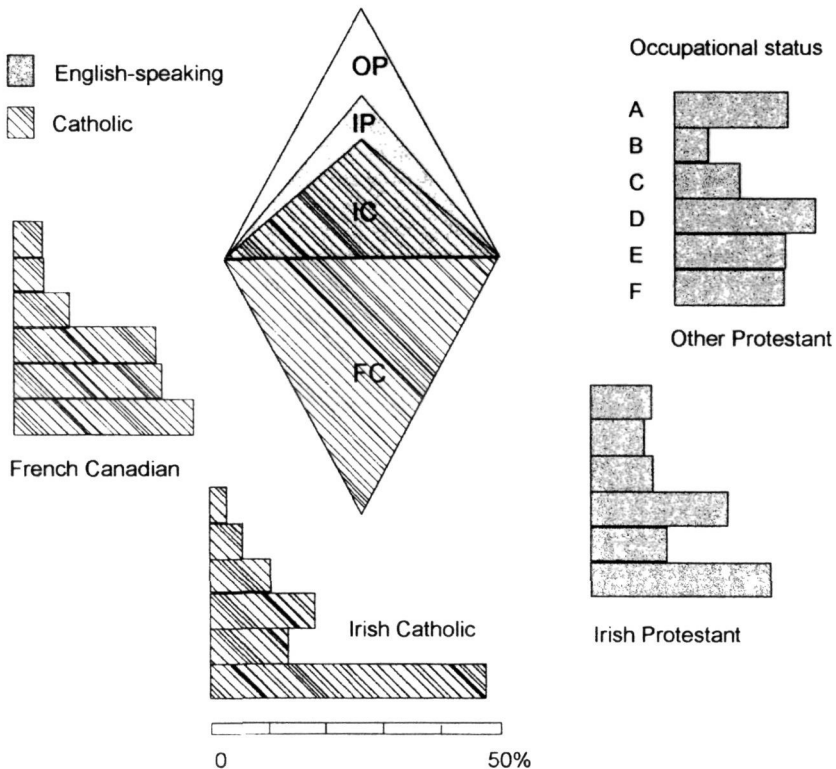 English-speaking
Catholic
OP
IP
IC
FC
Occupational status
A
B
C
D
E
F
Other Protestant
French Canadian
Irish Catholic
Irish Protestant
0 50%